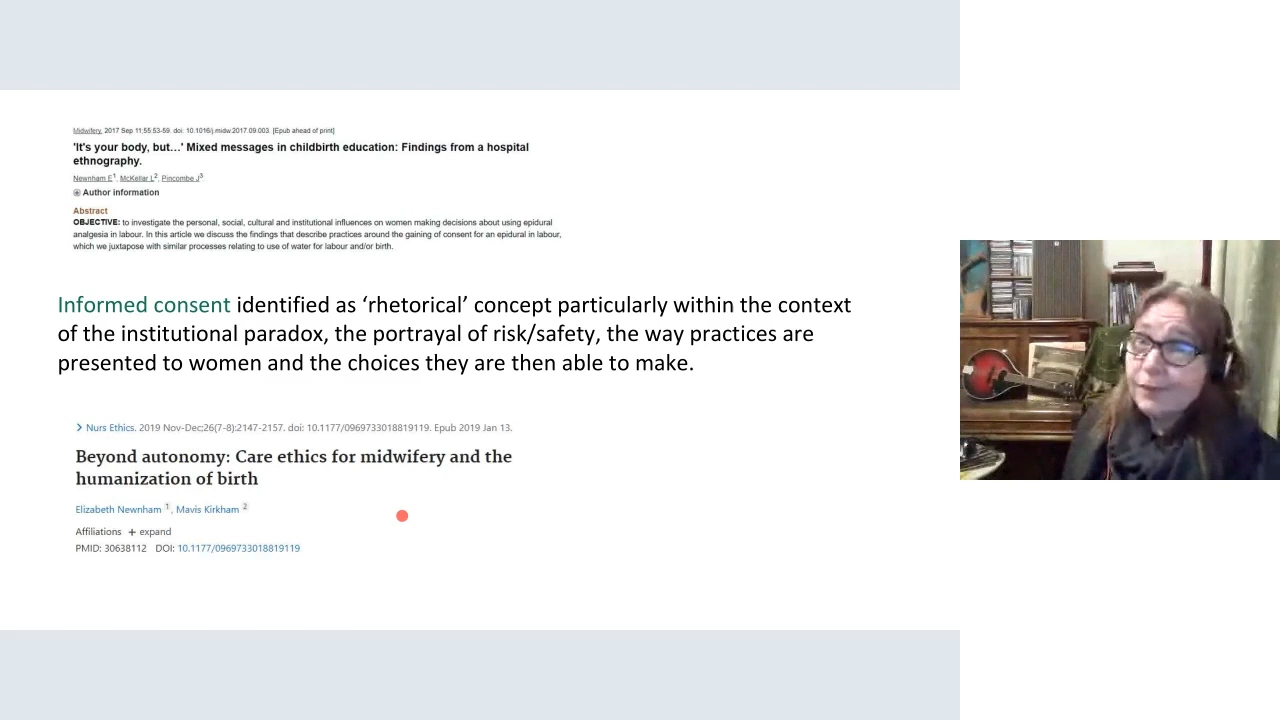 Midwifery. 2017 Sep 11;55:53-59. doi: 10.1016/j.midw.2017.09.003. [Epub ahead of print]
'It's your body, but…' Mixed messages in childbirth education: Findings from a hospital
ethnography.
Newnham E1, McKellar L2, Pincombe J3.
Author information
Abstract
OBJECTIVE: to investigate the personal, social, cultural and institutional influences on women making decisions about using epidural
analgesia in labour. In this article we discuss the findings that describe practices around the gaining of consent for an epidural in labour,
which we juxtapose with similar processes relating to use of water for labour and/or birth.
Informed consent identified as ‘rhetorical’ concept particularly within the context
of the institutional paradox, the portrayal of risk/safety, the way practices are
presented to women and the choices they are then able to make.
Nurs Ethics. 2019 Nov-Dec;26(7-8):2147-2157. doi: 10.1177/0969733018819119. Epub 2019 Jan 13.
Beyond autonomy: Care ethics for midwifery and the
humanization of birth
Elizabeth Newnham 1, Mavis Kirkham 2
Affiliations + expand
PMID: 30638112 DOI: 10.1177/0969733018819119